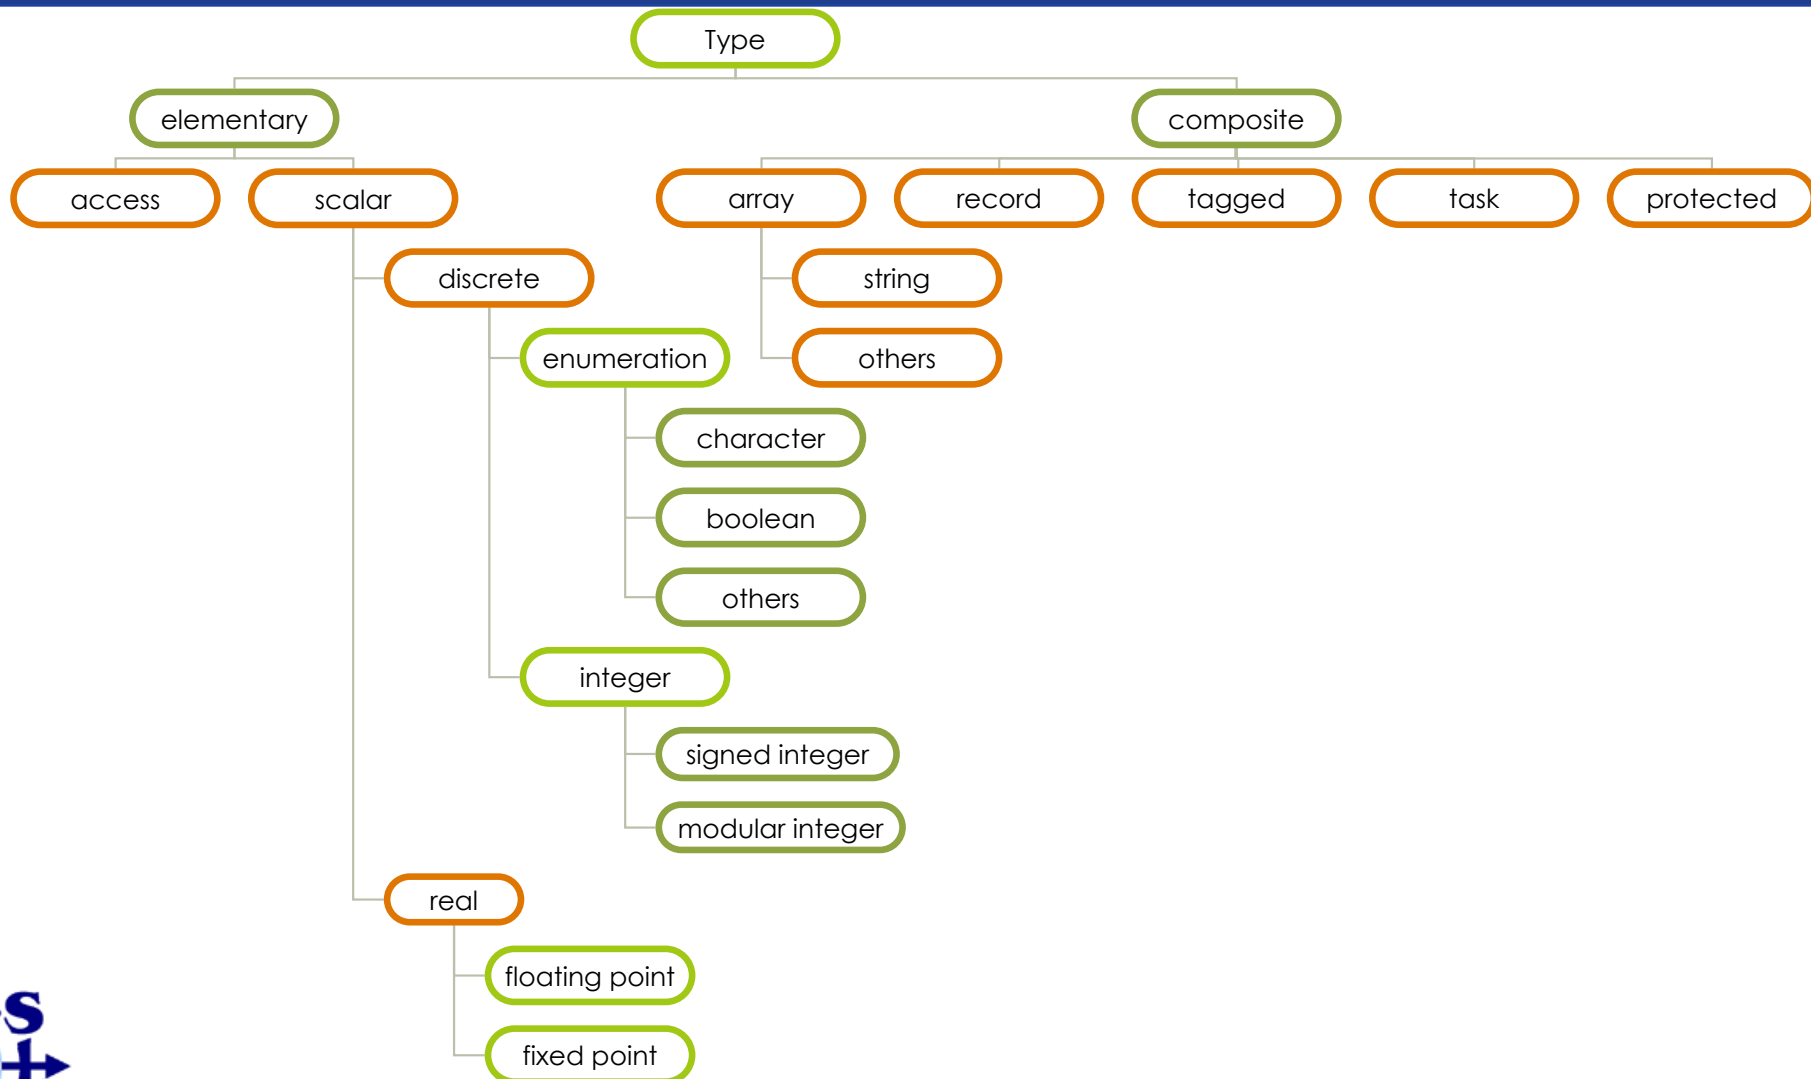 Type
elementary
composite
access
scalar
array
record
tagged
task
protected
discrete
string
enumeration
others
character
boolean
others
integer
signed integer
modular integer
real
floating point
fixed point